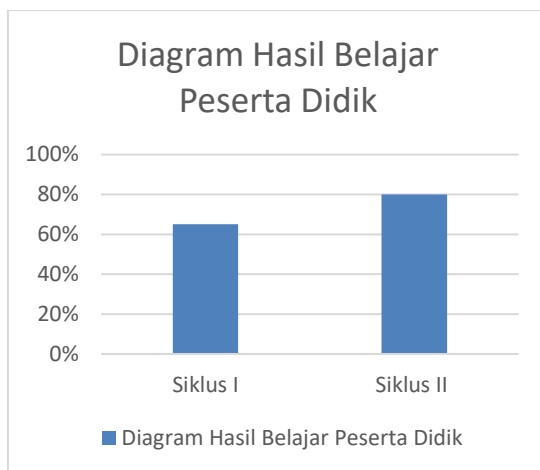 Diagram Hasil Belajar
Peserta Didik
100%
80%
60%
40%
20%
0%
Siklus I
Siklus II
Diagram Hasil Belajar Peserta Didik